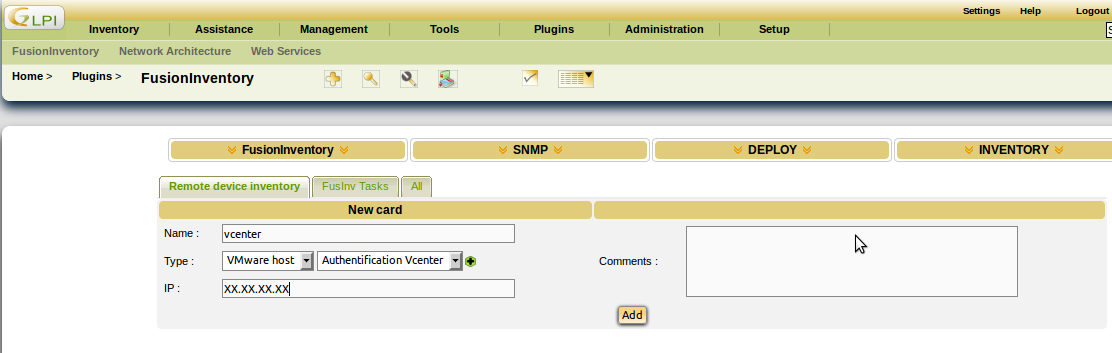 Settings Help Logout
GLPI
Inventory Assistance Management Tools Plugins Administration Setup
FusionInventory Network Architecture Web Services
Home > Plugins > FusionInventory
FusionInventory SNMP DEPLOY INVENTORY
Remote device inventory FusInv Tasks All
New card
Name : vcenter
Type : VMware host Authentification Vcenter
Comments :
IP : XX.XX.XX.XX
Add